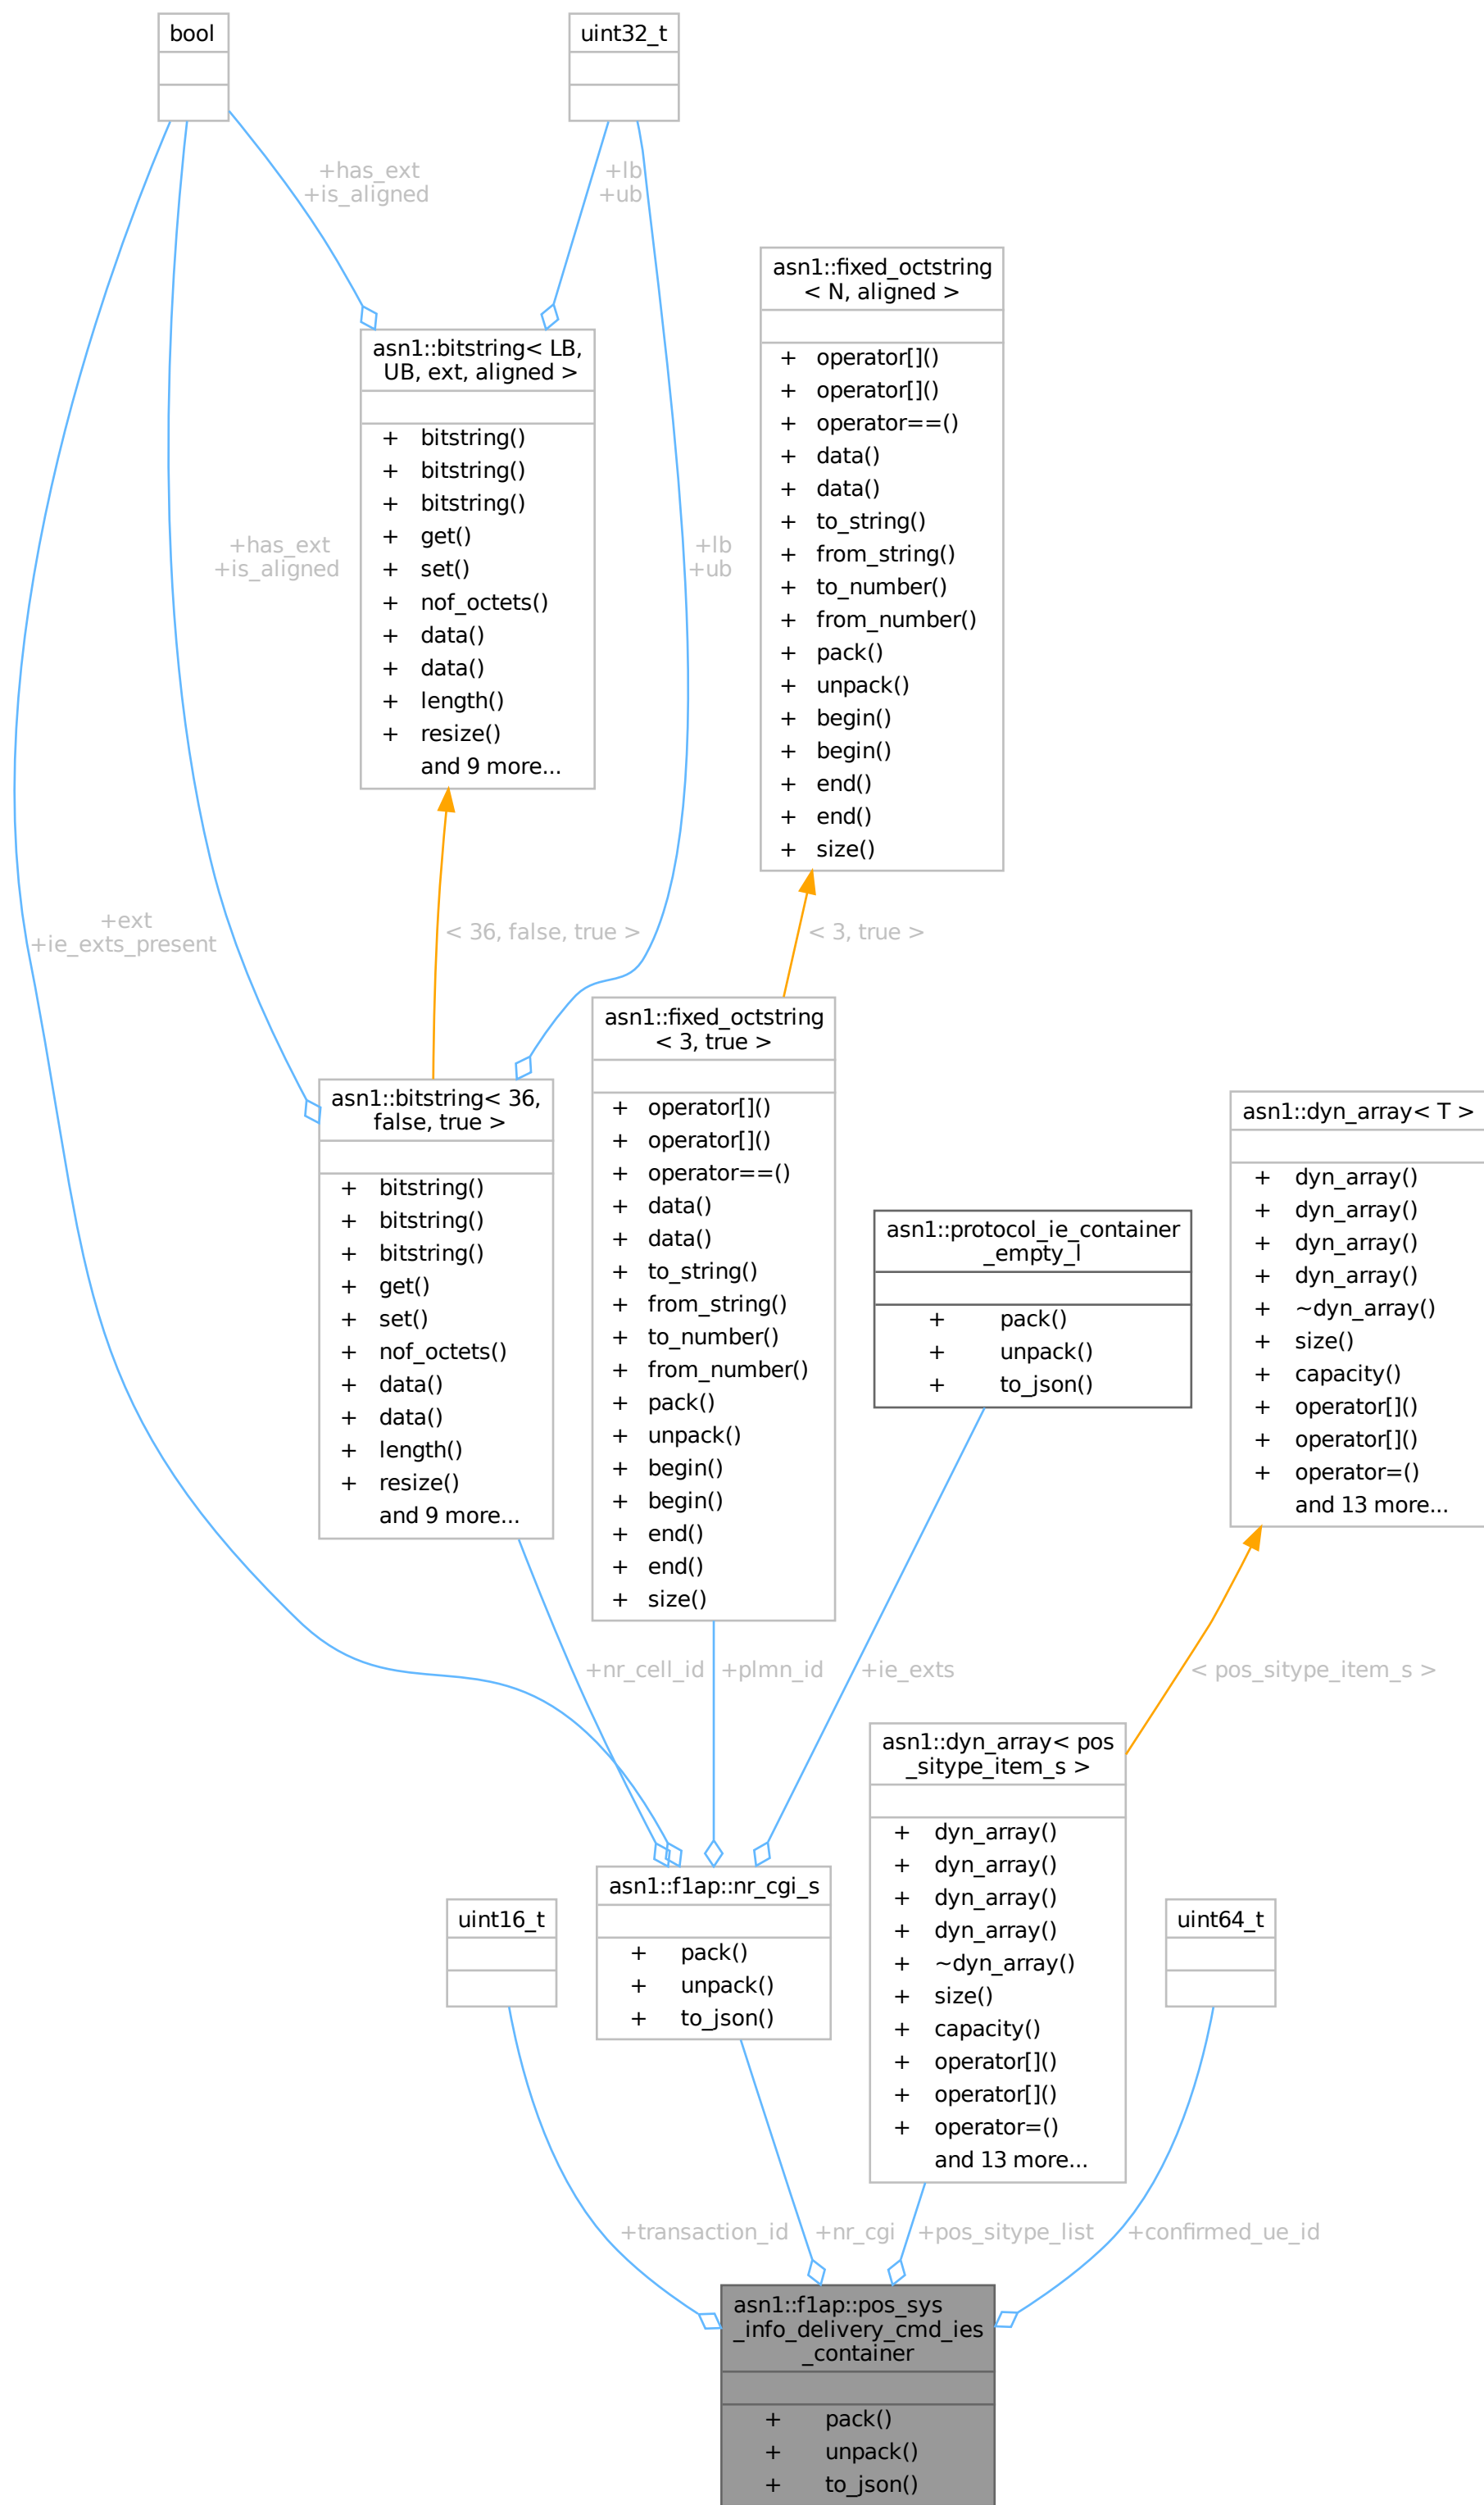 bool
uint32_t
+has_ext
+is_aligned
+lb
+ub
asn1::fixed_octstring
< N, aligned >
+ operator[]()
+ operator[]()
+ operator==()
+ data()
+ data()
+ to_string()
+ from_string()
+ to_number()
+ from_number()
+ pack()
+ unpack()
+ begin()
+ begin()
+ end()
+ end()
+ size()
asn1::bitstring< LB,
UB, ext, aligned >
+ bitstring()
+ bitstring()
+ bitstring()
+ get()
+ set()
+ nof_octets()
+ data()
+ data()
+ length()
+ resize()
and 9 more...
+has_ext
+is_aligned
+lb
+ub
+ext
+ie_exts_present
< 36, false, true >
< 3, true >
asn1::fixed_octstring
< 3, true >
+ operator[]()
+ operator[]()
+ operator==()
+ data()
+ data()
+ to_string()
+ from_string()
+ to_number()
+ from_number()
+ pack()
+ unpack()
+ begin()
+ begin()
+ end()
+ end()
+ size()
asn1::bitstring< 36,
false, true >
+ bitstring()
+ bitstring()
+ bitstring()
+ get()
+ set()
+ nof_octets()
+ data()
+ data()
+ length()
+ resize()
and 9 more...
asn1::dyn_array< T >
+ dyn_array()
+ dyn_array()
+ dyn_array()
+ dyn_array()
+ ~dyn_array()
+ size()
+ capacity()
+ operator[]()
+ operator[]()
+ operator=()
and 13 more...
asn1::protocol_ie_container
_empty_l
+ pack()
+ unpack()
+ to_json()
+nr_cell_id
+plmn_id
+ie_exts
< pos_sitype_item_s >
asn1::dyn_array< pos
_sitype_item_s >
+ dyn_array()
+ dyn_array()
+ dyn_array()
+ dyn_array()
+ ~dyn_array()
+ size()
+ capacity()
+ operator[]()
+ operator[]()
+ operator=()
and 13 more...
asn1::f1ap::nr_cgi_s
+ pack()
+ unpack()
+ to_json()
uint16_t
uint64_t
+transaction_id
+nr_cgi
+pos_sitype_list
+confirmed_ue_id
asn1::f1ap::pos_sys
_info_delivery_cmd_ies
_container
+ pack()
+ unpack()
+ to_json()